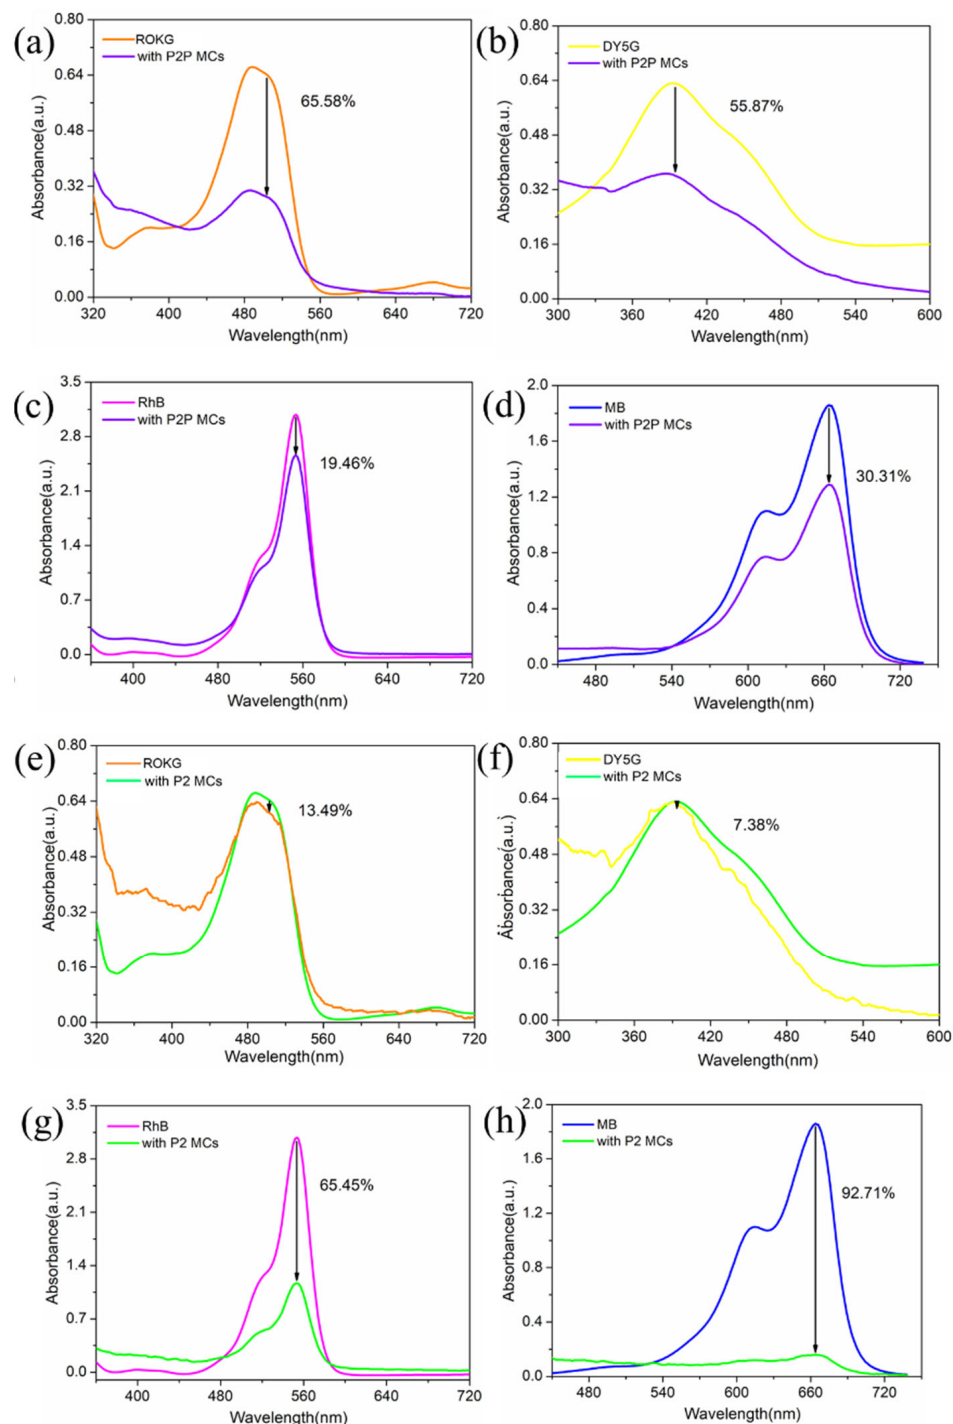 (a)
ROKG
with P2P MCs
65.58%
Absorbance(a.u.)
0.80
0.64
0.48
0.32
0.16
0.00
320 400 480 560 640 720
Wavelength(nm)
(b)
DY5G
with P2P MCs
55.87%
Absorbance(a.u.)
0.80
0.64
0.48
0.32
0.16
0.00
300 360 420 480 540 600
Wavelength(nm)
(c)
RhB
with P2P MCs
19.46%
Absorbance(a.u.)
3.5
2.8
2.1
1.4
0.7
0.0
400 480 560 640 720
Wavelength(nm)
(d)
MB
with P2P MCs
30.31%
Absorbance(a.u.)
2.0
1.6
1.2
0.8
0.4
0.0
480 540 600 660 720
Wavelength(nm)
(e)
ROKG
with P2 MCs
13.49%
Absorbance(a.u.)
0.80
0.64
0.48
0.32
0.16
0.00
320 400 480 560 640 720
Wavelength(nm)
(f)
DY5G
with P2 MCs
7.38%
Absorbance(a.u.)
0.80
0.64
0.48
0.32
0.16
0.00
300 360 420 480 540 600
Wavelength(nm)
(g)
RhB
with P2 MCs
65.45%
Absorbance(a.u.)
3.5
2.8
2.1
1.4
0.7
0.0
400 480 560 640 720
Wavelength(nm)
(h)
MB
with P2 MCs
92.71%
Absorbance(a.u.)
2.0
1.6
1.2
0.8
0.4
0.0
480 540 600 660 720
Wavelength(nm)